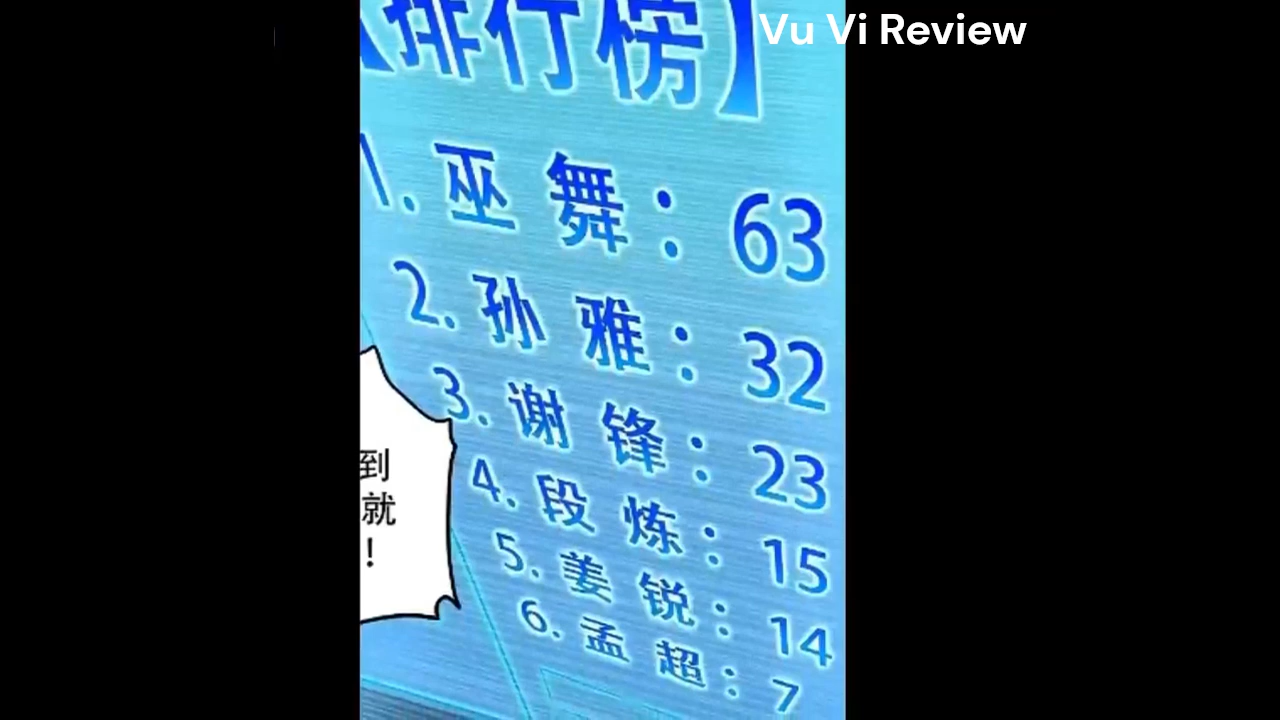 Vu Vi Review
【排行榜】
1. 巫舞：63
2. 孙雅：32
3. 谢锋：23
4. 段炼：15
5. 姜锐：14
6. 孟超：7
到
就
！